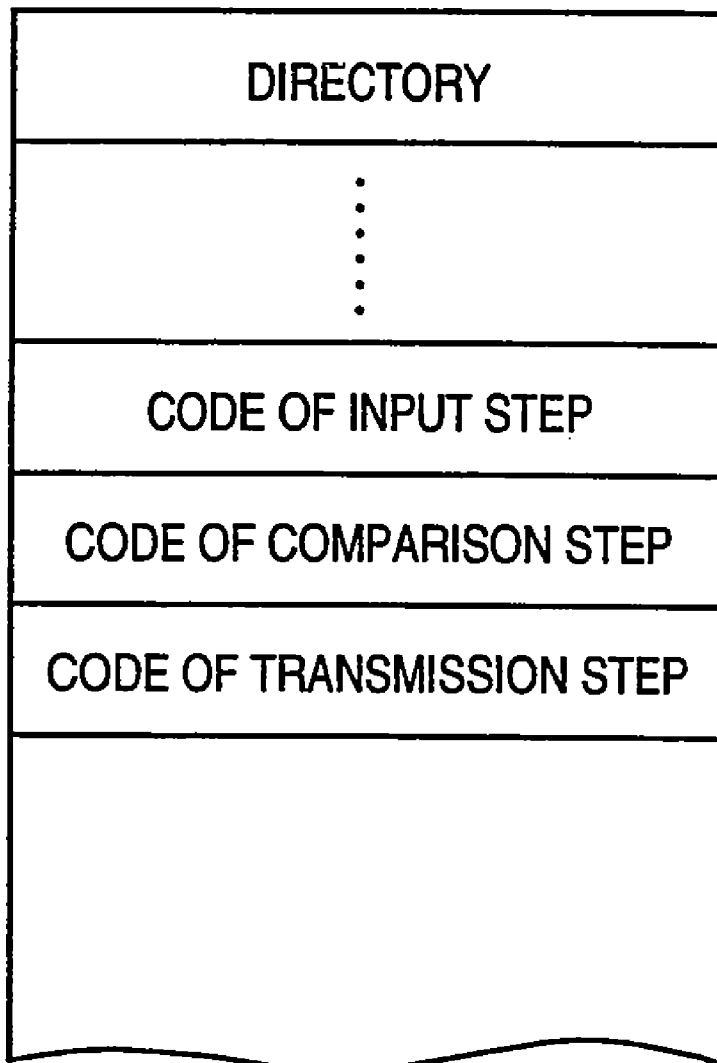 DIRECTORY
CODE OF INPUT STEP
CODE OF COMPARISON STEP
CODE OF TRANSMISSION STEP